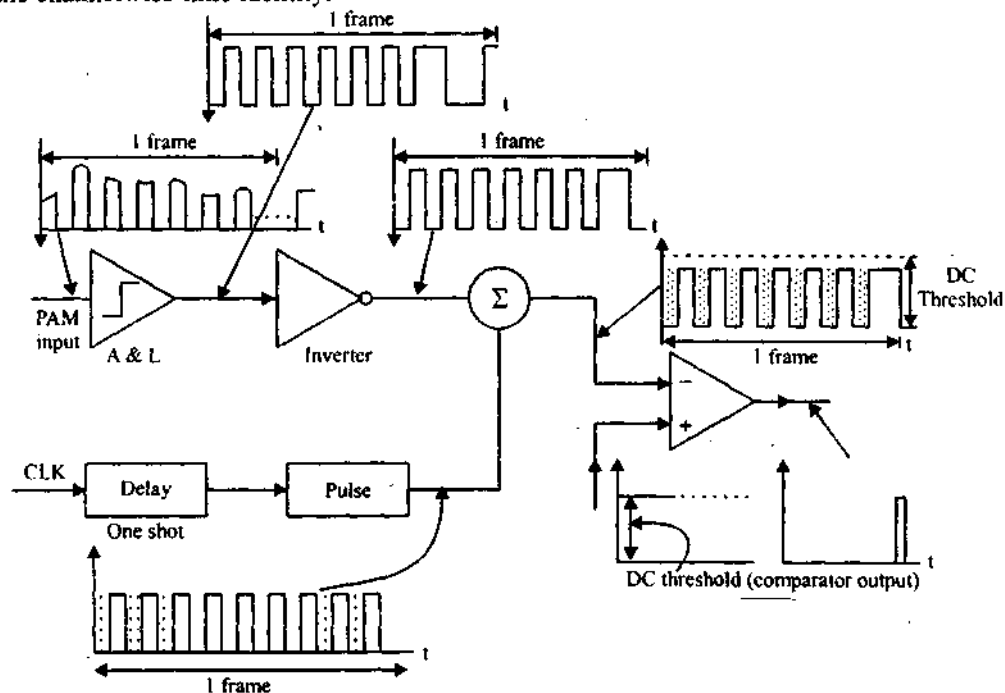 1 frame
t
1 frame
t
1 frame
t
PAM
input
A & L
Inverter
Σ
DC
Threshold
1 frame
t
−
+
CLK
Delay
Pulse
One shot
t
DC threshold (comparator output)
t
1 frame